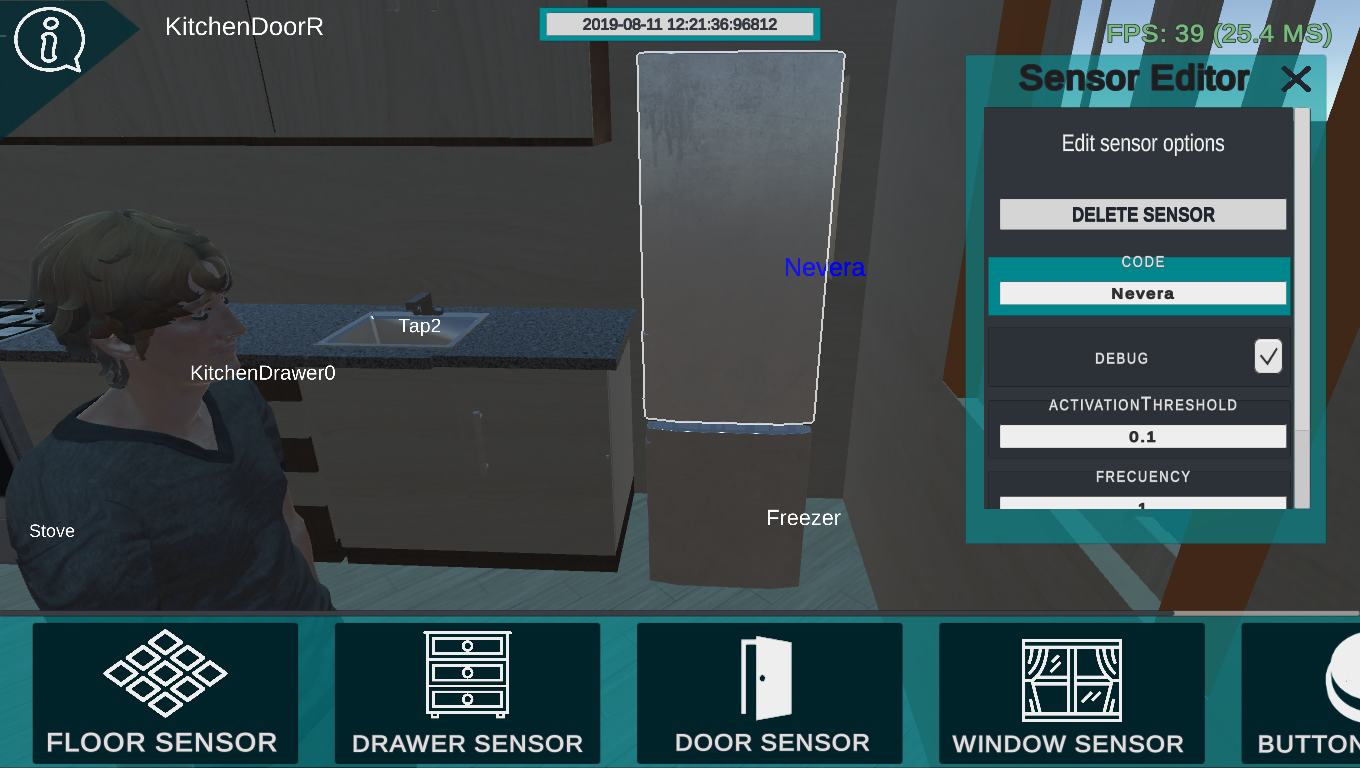 KitchenDoorR
2019-08-11 12:21:36:96812
FPS: 39 (25.4 MS)
Sensor Editor
Edit sensor options
DELETE SENSOR
CODE
Nevera
DEBUG
ACTIVATIONTHRESHOLD
0.1
FRECUENCY
1
Nevera
Tap2
KitchenDrawer0
Freezer
Stove
FLOOR SENSOR
DRAWER SENSOR
DOOR SENSOR
WINDOW SENSOR
BUTTON